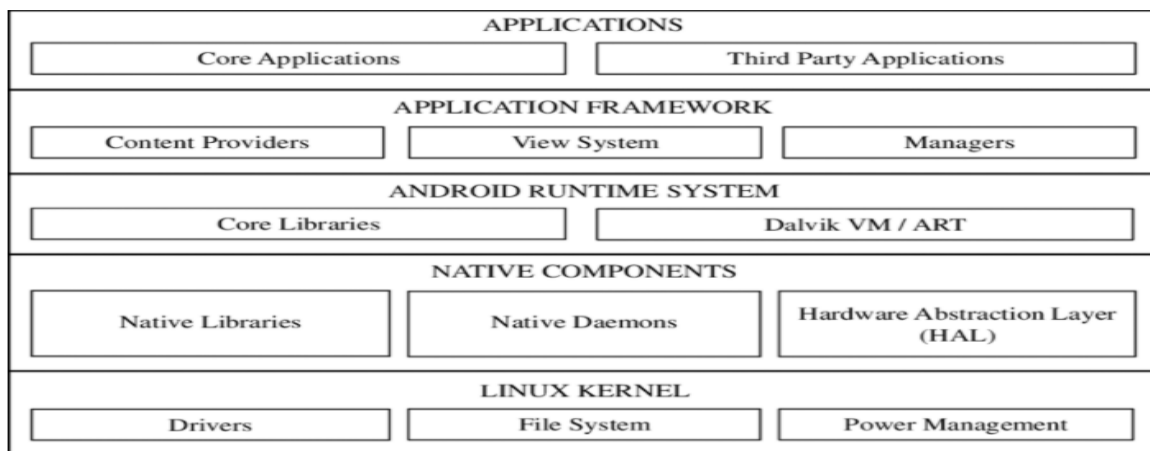 APPLICATIONS
Core Applications Third Party Applications
APPLICATION FRAMEWORK
Content Providers View System Managers
ANDROID RUNTIME SYSTEM
Core Libraries Dalvik VM / ART
NATIVE COMPONENTS
Native Libraries Native Daemons Hardware Abstraction Layer
(HAL)
LINUX KERNEL
Drivers File System Power Management